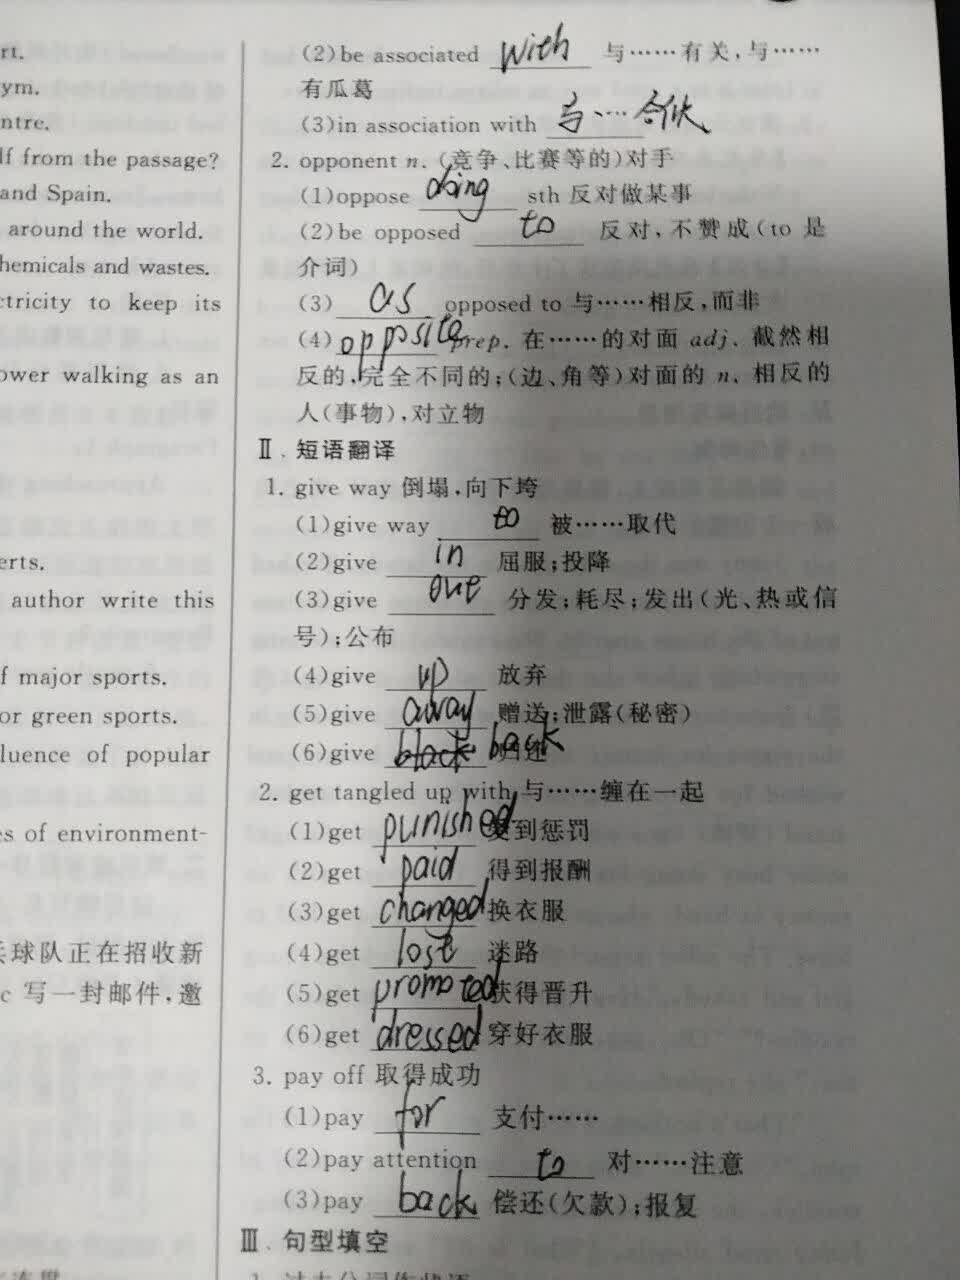 rt.
ym.
ntre.
lf from the passage?
and Spain.
around the world.
hemicals and wastes.
ctricity to keep its
ower walking as an
erts.
author write this
f major sports.
or green sports.
luence of popular
es of environment-
球队正在招收新
c 写一封邮件,邀
(2)be associated with 与……有关,与……
有瓜葛
(3)in association with 与……合伙
2. opponent n. (竞争、比赛等的)对手
(1)oppose doing sth 反对做某事
(2)be opposed to 反对,不赞成(to 是
介词)
(3) as opposed to 与……相反,而非
(4) opposite prep. 在……的对面 adj. 截然相
反的,完全不同的;(边、角等)对面的 n. 相反的
人(事物),对立物
Ⅱ. 短语翻译
1. give way 倒塌,向下垮
(1)give way to 被……取代
(2)give in 屈服;投降
(3)give out 分发;耗尽;发出(光、热或信
号);公布
(4)give up 放弃
(5)give away 赠送;泄露(秘密)
(6)give back 归还
2. get tangled up with 与……缠在一起
(1)get punished 受到惩罚
(2)get paid 得到报酬
(3)get changed 换衣服
(4)get lost 迷路
(5)get promoted 获得晋升
(6)get dressed 穿好衣服
3. pay off 取得成功
(1)pay for 支付……
(2)pay attention to 对……注意
(3)pay back 偿还(欠款);报复
Ⅲ. 句型填空